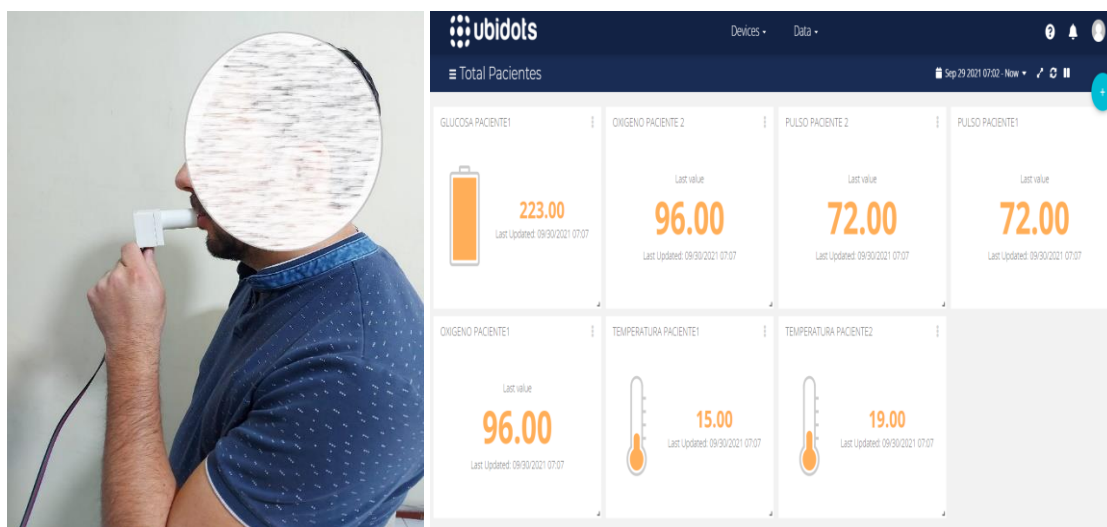 ubidots
Devices
Data
Total Pacientes
Sep 29 2021 07:02 - Now
GLUCOSA PACIENTE1
223.00
Last Updated: 09/30/2021 07:07
OXIGENO PACIENTE 2
Last value
96.00
Last Updated: 09/30/2021 07:07
PULSO PACIENTE 2
Last value
72.00
Last Updated: 09/30/2021 07:07
PULSO PACIENTE1
Last value
72.00
Last Updated: 09/30/2021 07:07
OXIGENO PACIENTE1
Last value
96.00
Last Updated: 09/30/2021 07:07
TEMPERATURA PACIENTE1
15.00
Last Updated: 09/30/2021 07:07
TEMPERATURA PACIENTE2
19.00
Last Updated: 09/30/2021 07:07